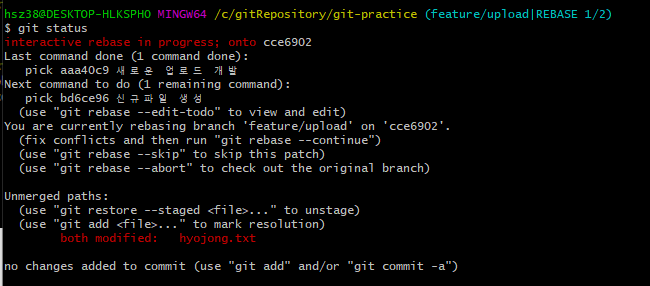 hsz38@DESKTOP-HLKSPHO MINGW64 /c/gitRepository/git-practice (feature/upload|REBASE 1/2)
$ git status
interactive rebase in progress; onto cce6902
Last command done (1 command done):
   pick aaa40c9 새로운 업로드 개발
Next command to do (1 remaining command):
   pick bd6ce96 신규파일 생성
  (use "git rebase --edit-todo" to view and edit)
You are currently rebasing branch 'feature/upload' on 'cce6902'.
  (fix conflicts and then run "git rebase --continue")
  (use "git rebase --skip" to skip this patch)
  (use "git rebase --abort" to check out the original branch)
Unmerged paths:
  (use "git restore --staged <file>..." to unstage)
  (use "git add <file>..." to mark resolution)
        both modified:   hyojong.txt
no changes added to commit (use "git add" and/or "git commit -a")